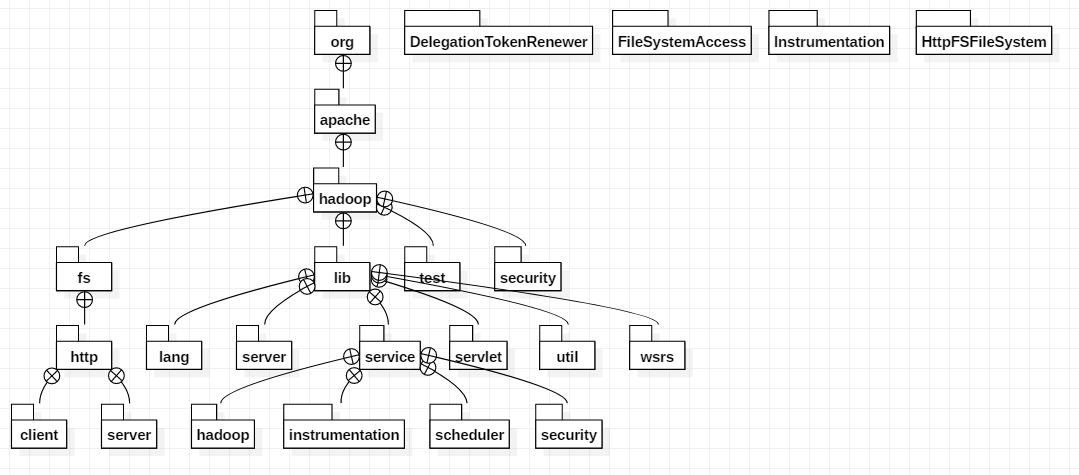 org
DelegationTokenRenewer
FileSystemAccess
Instrumentation
HttpFSFileSystem
apache
hadoop
fs
lib
test
security
http
lang
server
service
servlet
util
wsrs
client
server
hadoop
instrumentation
scheduler
security